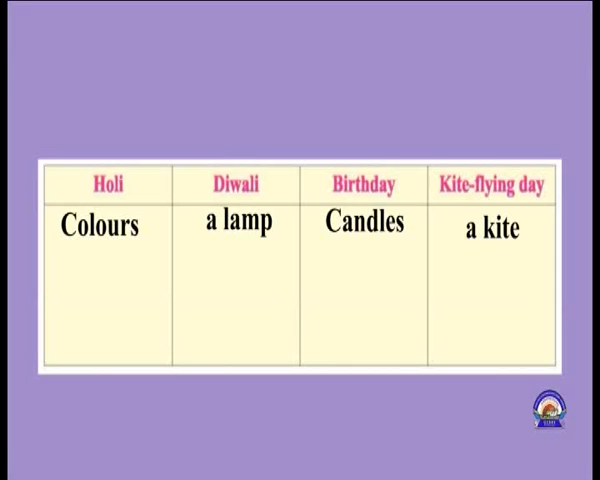 Holi Diwali Birthday Kite-flying day
Colours a lamp Candles a kite